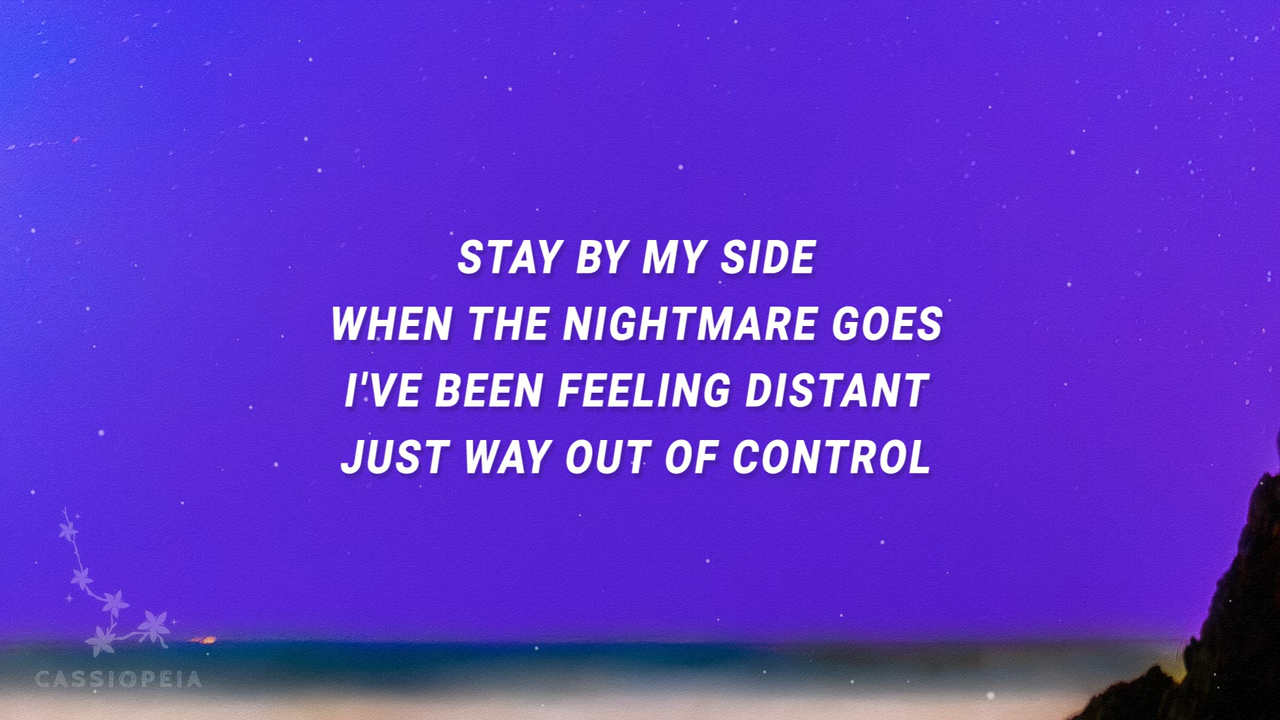 STAY BY MY SIDE
WHEN THE NIGHTMARE GOES
I'VE BEEN FEELING DISTANT
JUST WAY OUT OF CONTROL
CASSIOPEIA